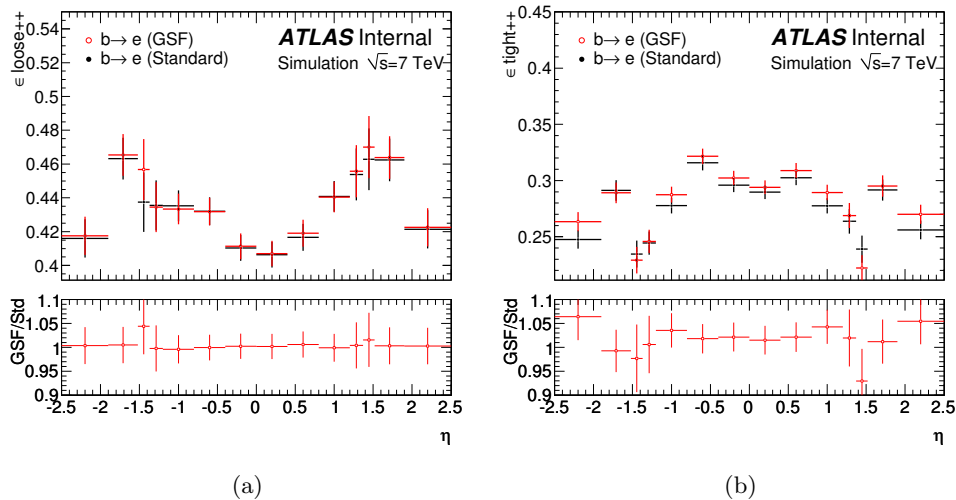 ∈ loose++
0.54
0.52
0.5
0.48
0.46
0.44
0.42
0.4
b→ e (GSF)
b→ e (Standard)
ATLAS Internal
Simulation √s=7 TeV
GSF/Std
1.1
1.05
1
0.95
0.9
-2.5 -2 -1.5 -1 -0.5 0 0.5 1 1.5 2 2.5
η
(a)
∈ tight++
0.45
0.4
0.35
0.3
0.25
b→ e (GSF)
b→ e (Standard)
ATLAS Internal
Simulation √s=7 TeV
GSF/Std
1.1
1.05
1
0.95
0.9
-2.5 -2 -1.5 -1 -0.5 0 0.5 1 1.5 2 2.5
η
(b)